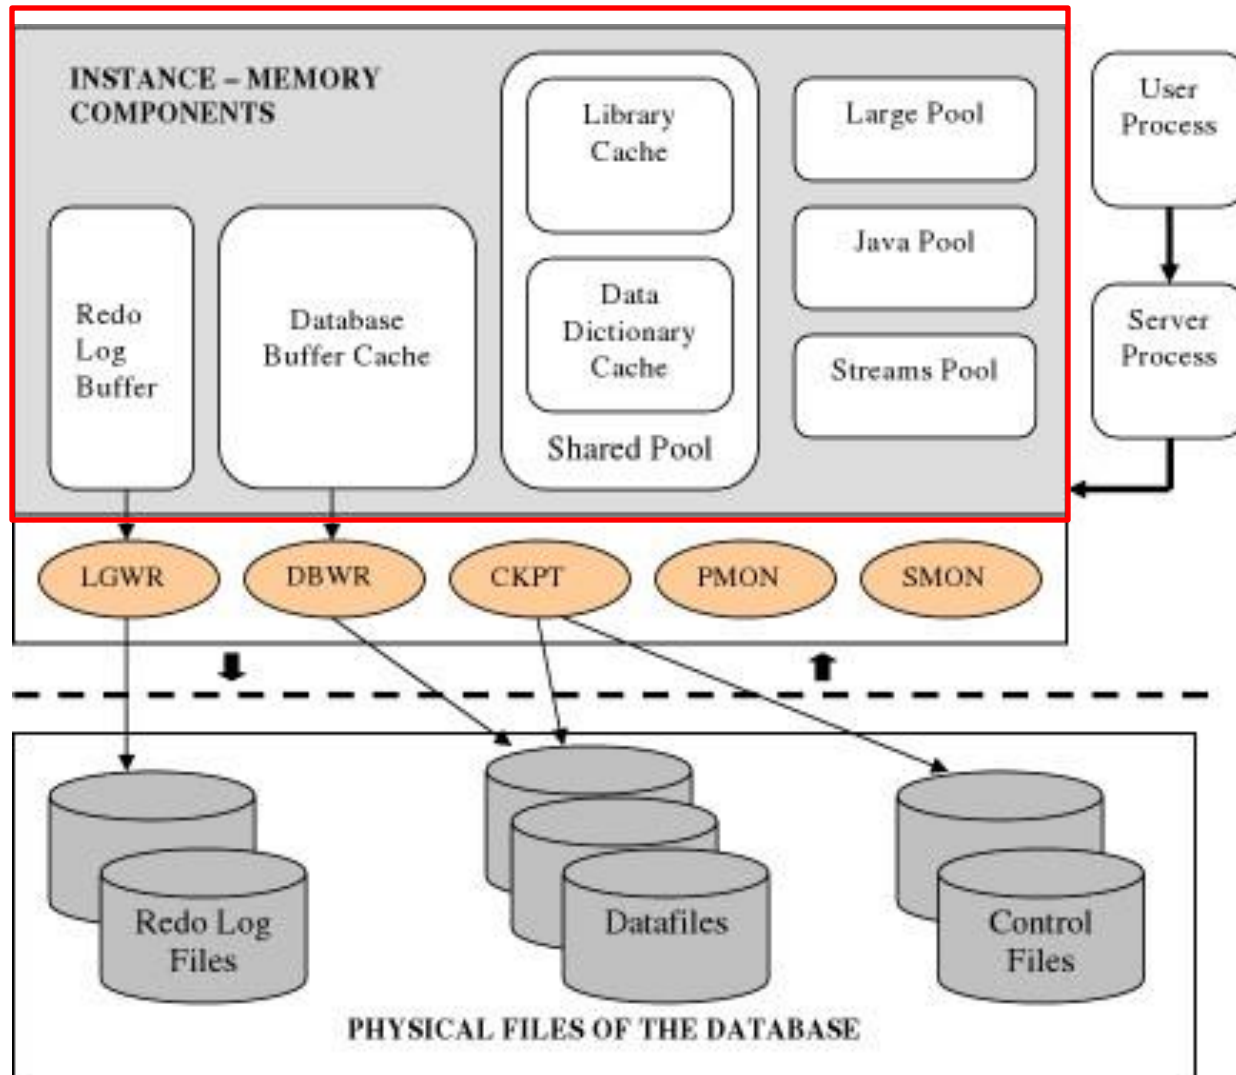 INSTANCE – MEMORY
COMPONENTS
Redo
Log
Buffer
Database
Buffer Cache
Library
Cache
Data
Dictionary
Cache
Shared Pool
Large Pool
Java Pool
Streams Pool
User
Process
Server
Process
LGWR
DBWR
CKPT
PMON
SMON
Redo Log
Files
Datafiles
Control
Files
PHYSICAL FILES OF THE DATABASE